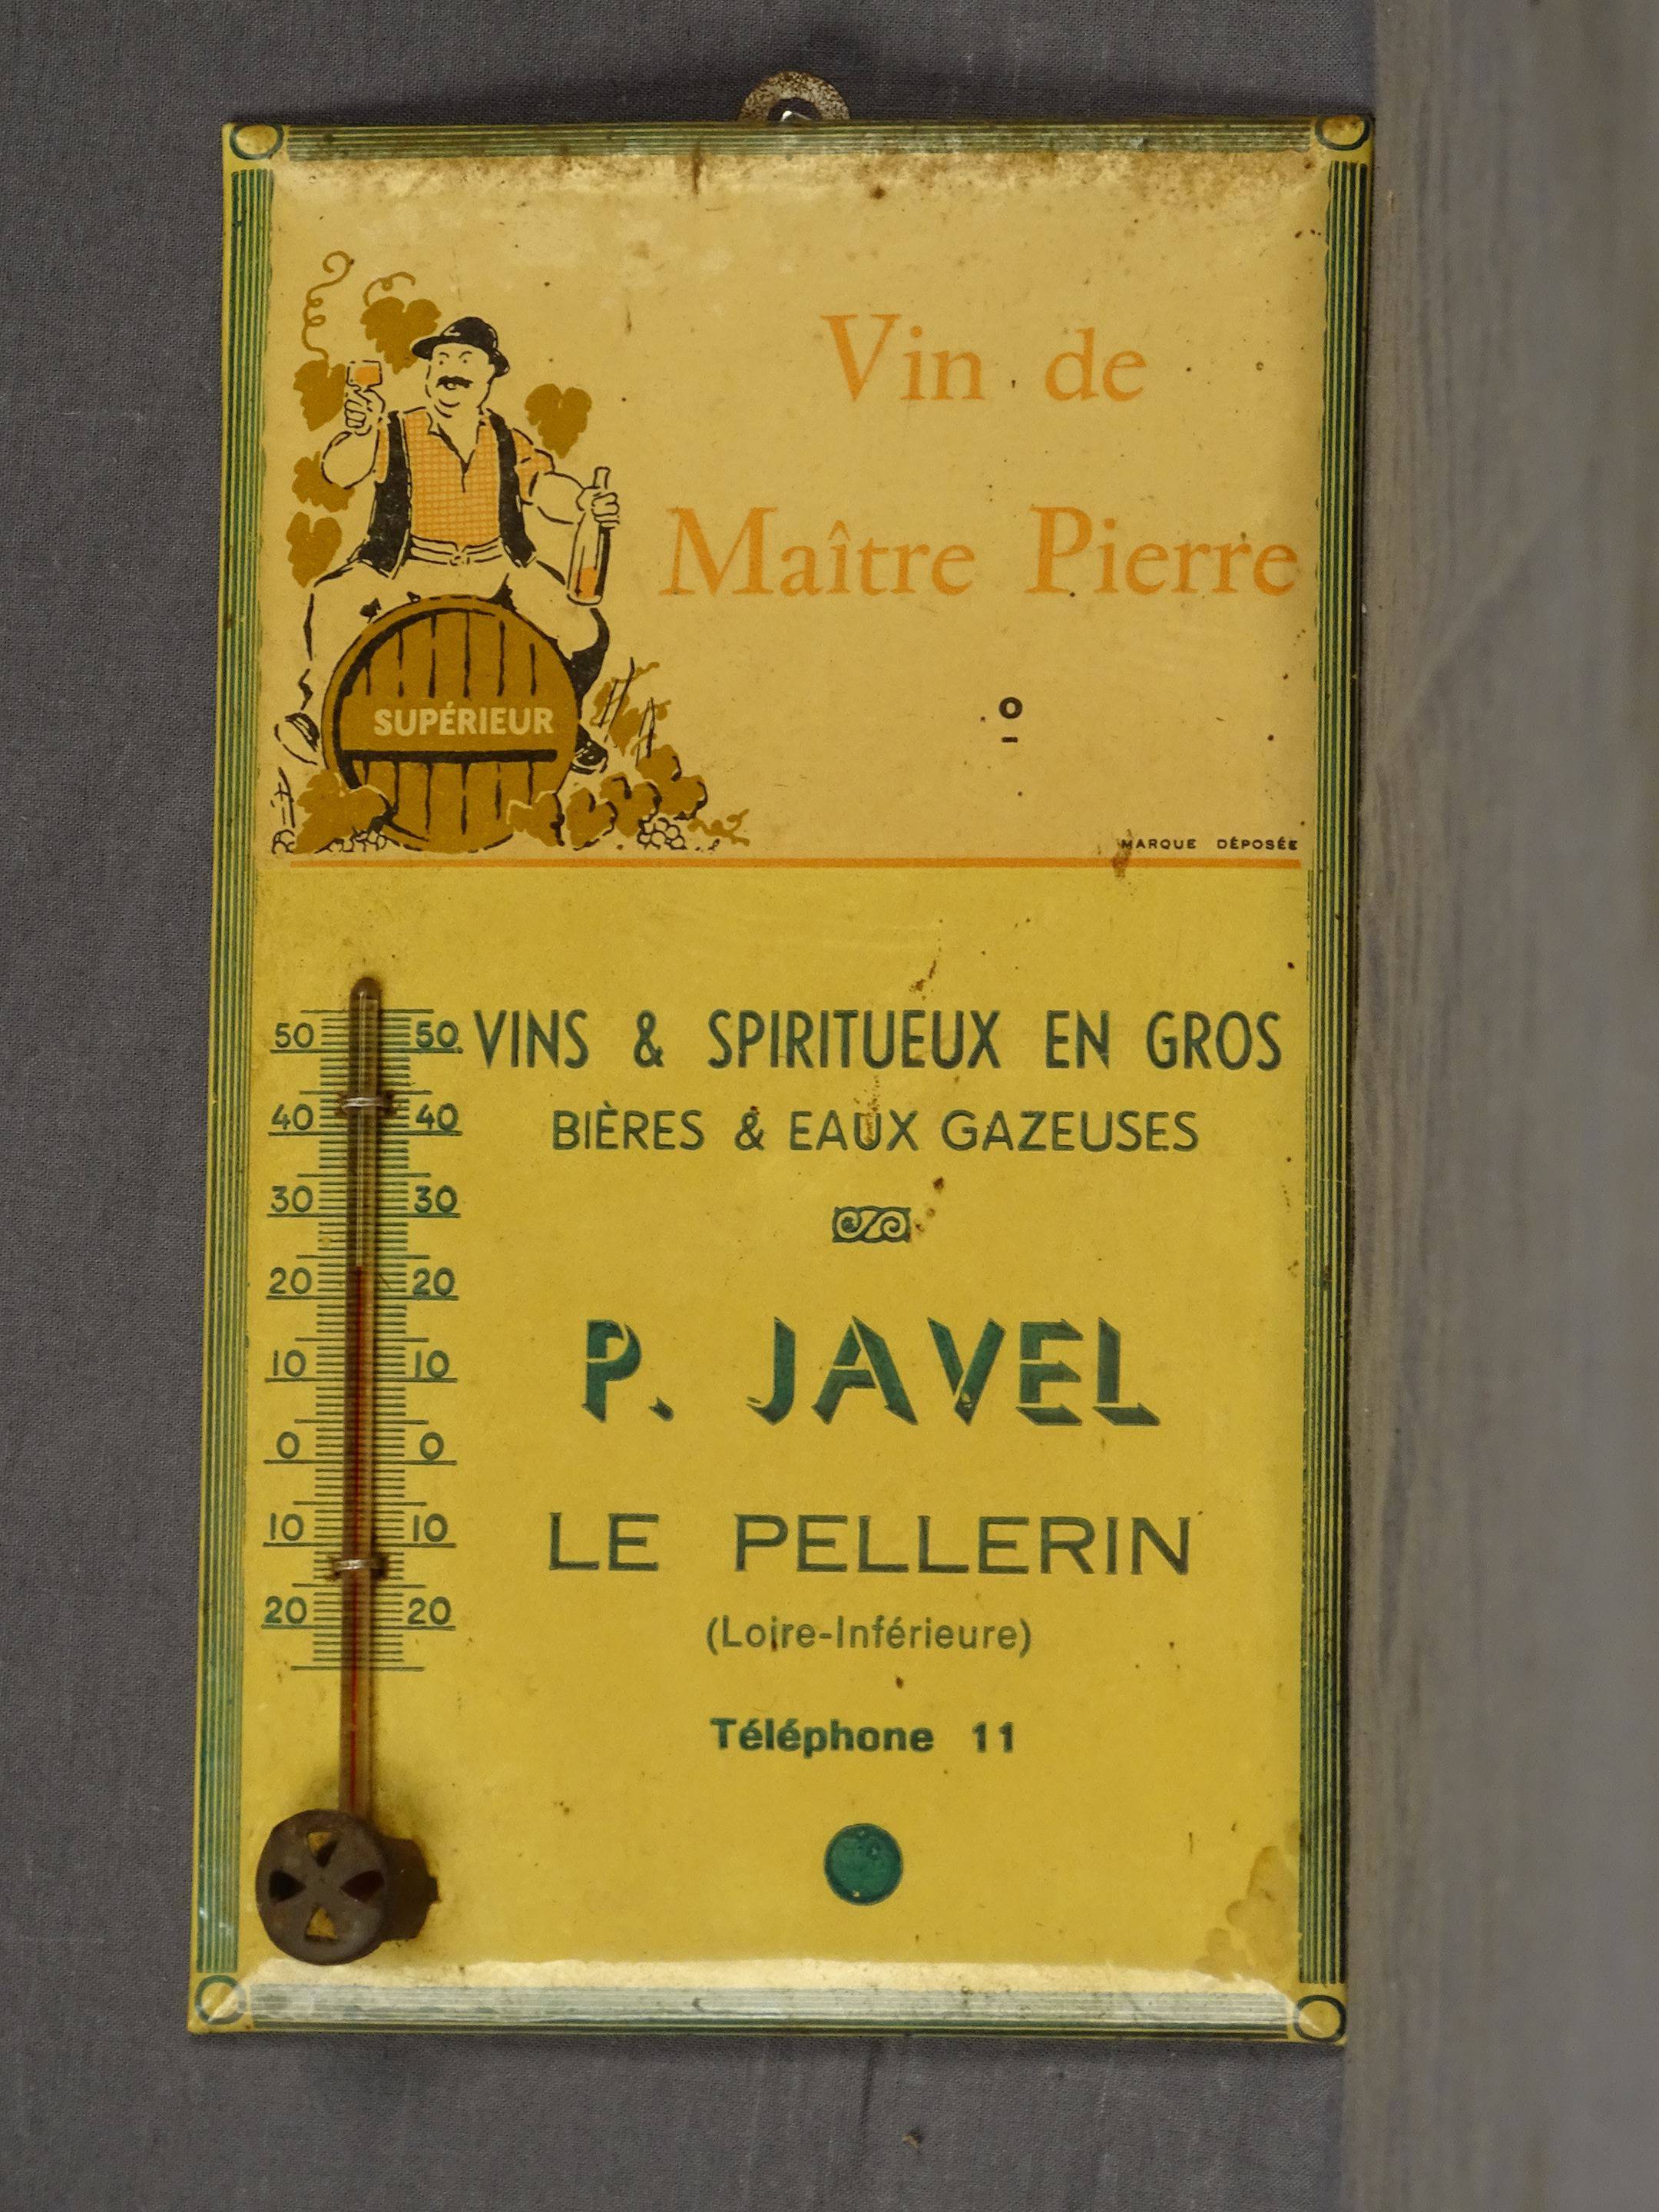 Vin de
Maître Pierre
SUPÉRIEUR
o
MARQUE DÉPOSÉE
VINS & SPIRITUEUX EN GROS
BIÈRES & EAUX GAZEUSES
P. JAVEL
LE PELLERIN
(Loire-Inférieure)
Téléphone 11
50 50
40 40
30 30
20 20
10 10
0 0
10 10
20 20